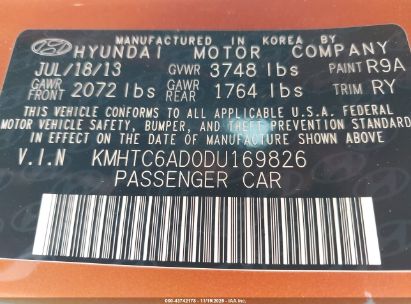 MANUFACTURED IN KOREA BY
HYUNDAI MOTOR COMPANY
JUL/18/13 GVWR 3748 lbs PAINT R9A
GAWR FRONT 2072 lbs GAWR REAR 1764 lbs TRIM RY
THIS VEHICLE CONFORMS TO ALL APPLICABLE U.S.A. FEDERAL
MOTOR VEHICLE SAFETY, BUMPER, AND THEFT PREVENTION STANDARDS
IN EFFECT ON THE DATE OF MANUFACTURE SHOWN ABOVE.
V.I.N KMHTC6AD0DU169826
PASSENGER CAR